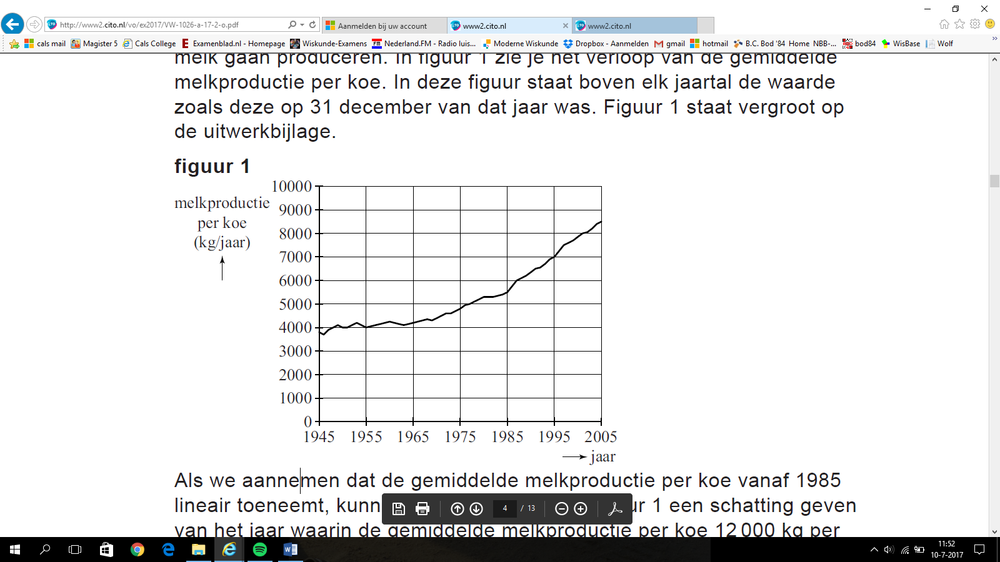 http://www2.cito.nl/vo/ex2017/VW-1026-a-17-2-o.pdf
Aanmelden bij uw account
www2.cito.nl
www2.cito.nl
cals mail
Magister 5
Cals College
Examenblad.nl - Homepage
Wiskunde-Examens
Nederland.FM - Radio luis...
Moderne Wiskunde
Dropbox - Aanmelden
gmail
hotmail
B.C. Bod '84 Home NBB-...
bod84
WisBase
Wolf
melk gaan produceren. In figuur 1 zie je het verloop van de gemiddelde
melkproductie per koe. In deze figuur staat boven elk jaartal de waarde
zoals deze op 31 december van dat jaar was. Figuur 1 staat vergroot op
de uitwerkbijlage.
figuur 1
melkproductie
per koe
(kg/jaar)
10000
9000
8000
7000
6000
5000
4000
3000
2000
1000
0
1945 1955 1965 1975 1985 1995 2005
jaar
Als we aannemen dat de gemiddelde melkproductie per koe vanaf 1985
lineair toeneemt, kunn ur 1 een schatting geven
4 / 13
van het jaar waarin de gemiddelde melkproductie per koe 12 000 kg per
11:52
10-7-2017